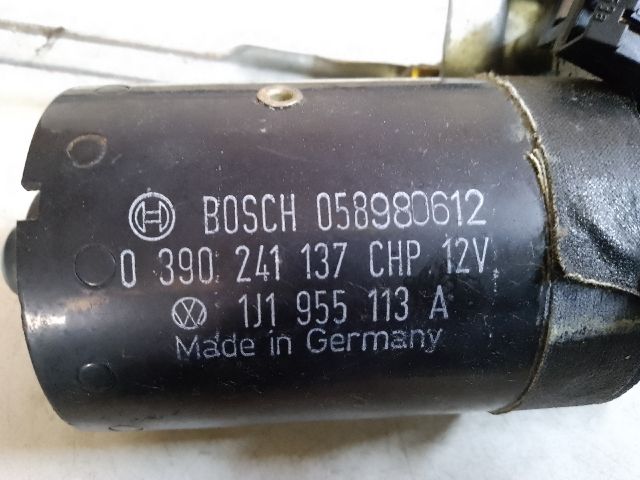 BOSCH 058980612
0 390 241 137 CHP 12V
1J1 955 113 A
Made in Germany